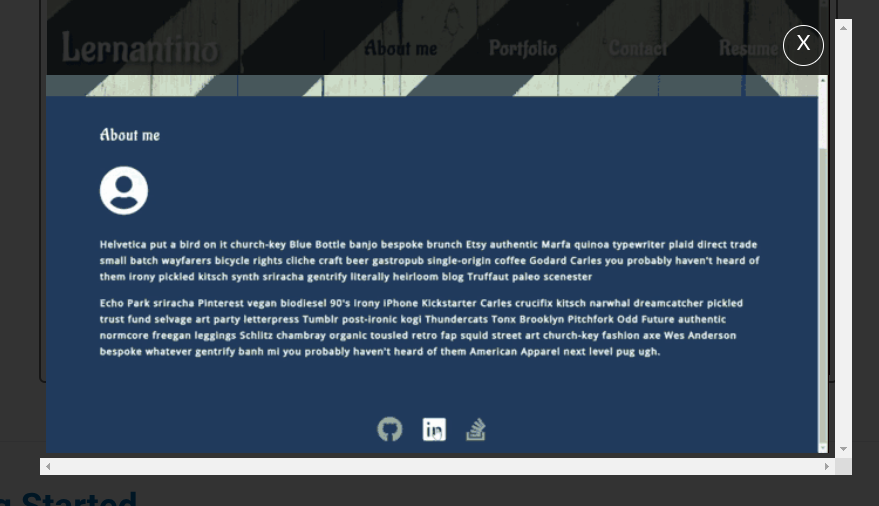 Lernantino
About me
Portfolio
Contact
Resume
X
About me
Helvetica put a bird on it church-key Blue Bottle banjo bespoke brunch Etsy authentic Marfa quinoa typewriter plaid direct trade
small batch wayfarers bicycle rights cliche craft beer gastropub single-origin coffee Godard Carles you probably haven't heard of
them irony pickled kitsch synth sriracha gentrify literally heirloom blog Truffaut paleo scenester
Echo Park sriracha Pinterest vegan biodiesel 90's irony iPhone Kickstarter Carles crucifix kitsch narwhal dreamcatcher pickled
trust fund selvage art party letterpress Tumblr post-ironic kogi Thundercats Tonx Brooklyn Pitchfork Odd Future authentic
normcore freegan leggings Schlitz chambray organic tousled retro fap squid street art church-key fashion axe Wes Anderson
bespoke whatever gentrify banh mi you probably haven't heard of them American Apparel next level pug ugh.
in
g Started